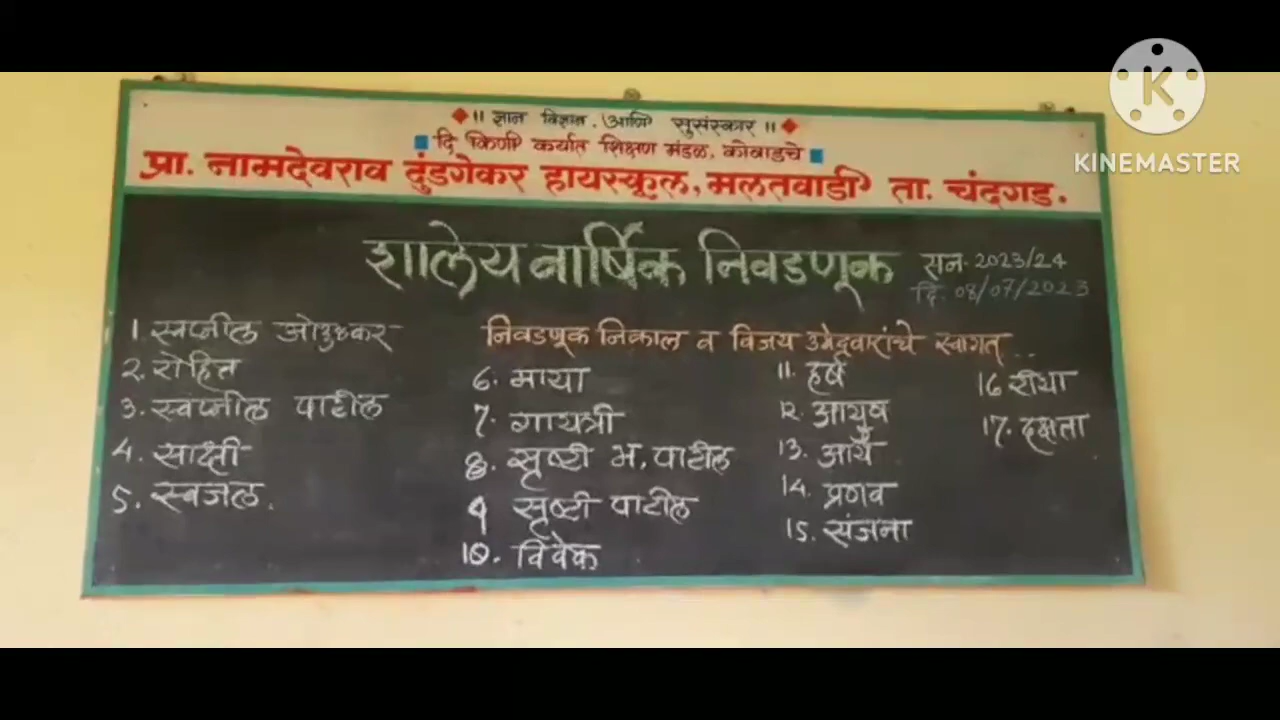 ॥ ज्ञान विज्ञान. आणि सुसंस्कार ॥
दि किणी कर्यात शिक्षण मंडळ, कोवाडचे
प्रा. नामदेवराव दुंडगेकर हायस्कूल, मलतवाडी ता. चंदगड.
शालेय वार्षिक निवडणूक
सन-2023/24
दि. 08/07/2023
निवडणूक निकाल व विजय उमेद्वारांचे स्वागत् ...
1. स्वप्नील
2. रोहित
3. स्वप्नील पाटील
4. साक्षी
5. स्वजल.
6. माया
7. गायत्री
8. सृष्टी म. पाटील
9 सृष्टी पाटील
10. विवेक
11. हर्ष
12. आयुष
13. आर्य
14. प्रणव
15. संजना
16 रीया
17. दक्षता
KINEMASTER